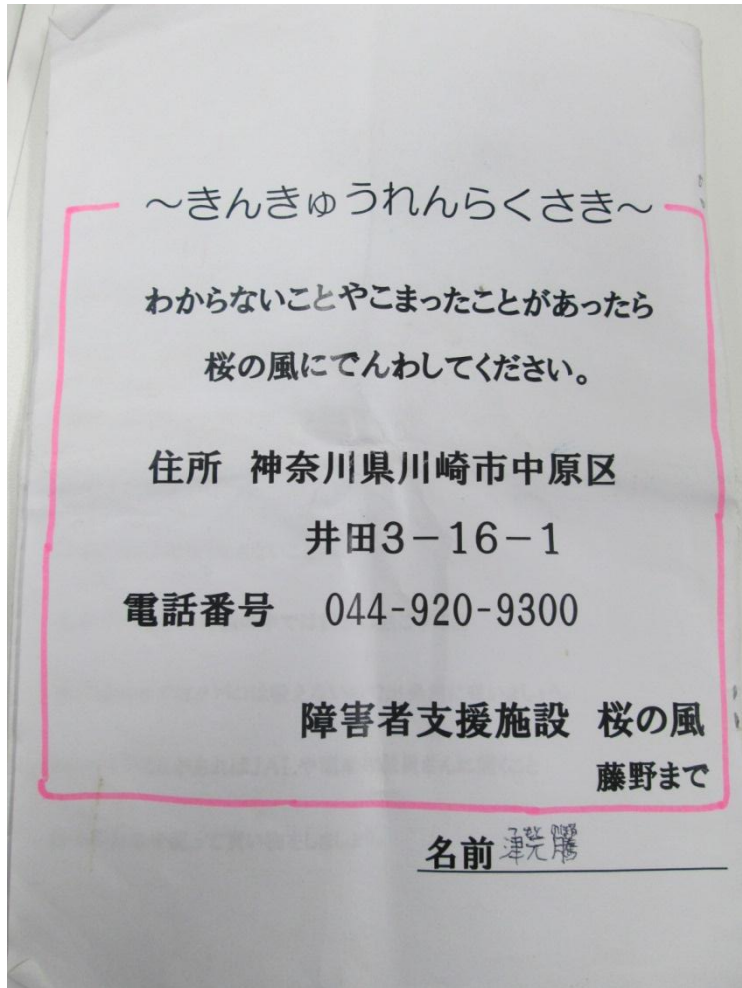 ～きんきゅうれんらくさき～
わからないことやこまったことがあったら
桜の風にでんわしてください。
住所　神奈川県川崎市中原区
井田3－16－1
電話番号　044-920-9300
障害者支援施設　桜の風
藤野まで
名前